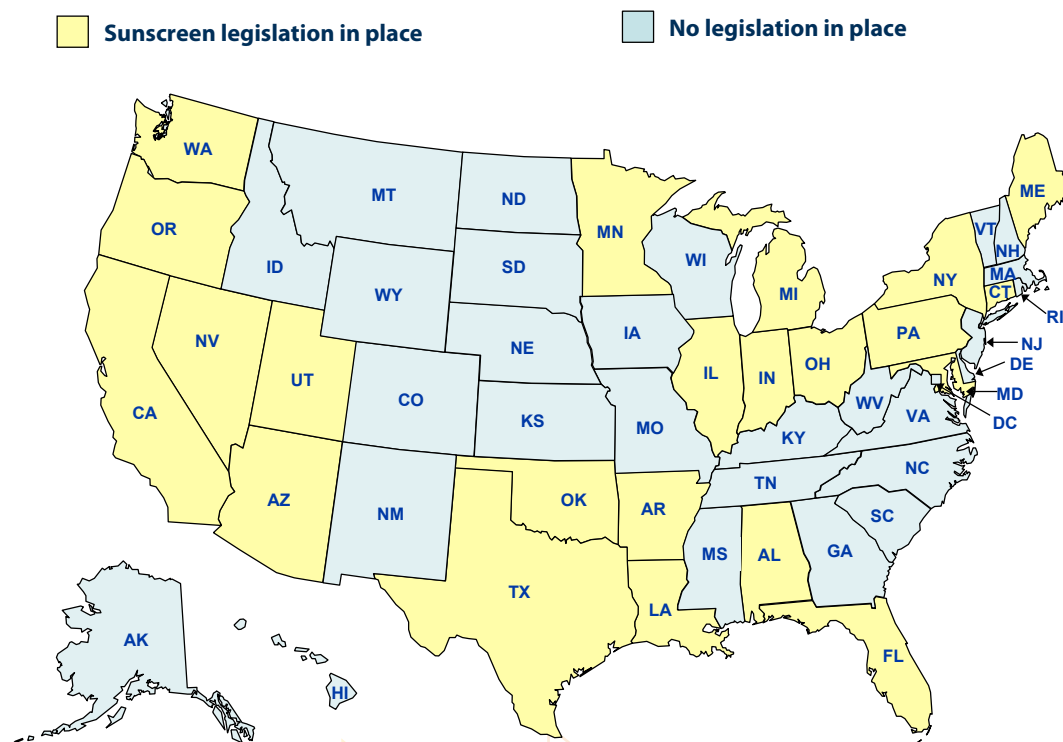 Sunscreen legislation in place
No legislation in place
WA
MT
ND
MN
ME
VT
NH
OR
ID
SD
WI
NY
MA
CT
MI
WY
RI
IA
PA
NJ
NV
NE
DE
UT
IL
IN
OH
MD
CA
CO
KS
MO
WV
VA
DC
KY
NC
TN
AZ
NM
OK
AR
SC
MS
AL
GA
TX
LA
AK
FL
HI